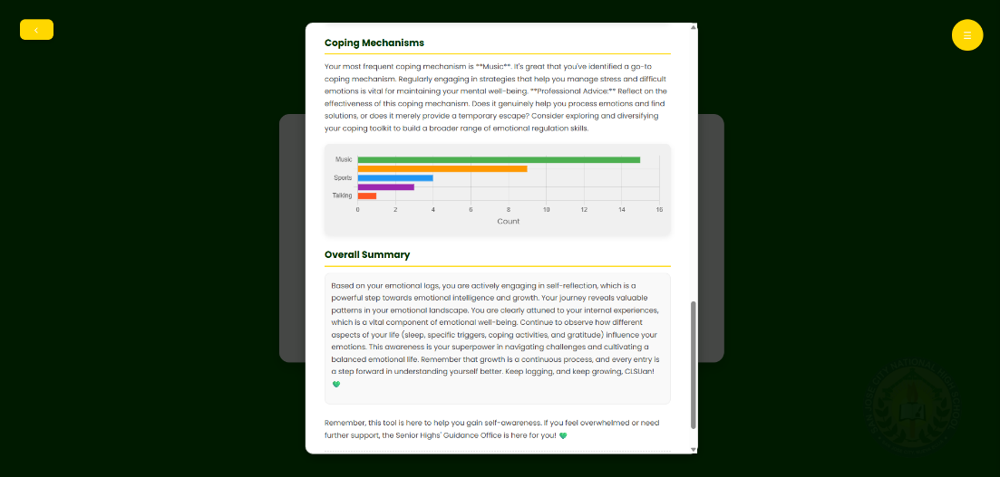 Coping Mechanisms
Your most frequent coping mechanism is **Music**. It's great that you've identified a go-to
coping mechanism. Regularly engaging in strategies that help you manage stress and difficult
emotions is vital for maintaining your mental well-being. **Professional Advice:** Reflect on the
effectiveness of this coping mechanism. Does it genuinely help you process emotions and find
solutions, or does it merely provide a temporary escape? Consider exploring and diversifying
your coping toolkit to build a broader range of emotional regulation skills.
Music
Sports
Talking
0 2 4 6 8 10 12 14 16
Count
Overall Summary
Based on your emotional logs, you are actively engaging in self-reflection, which is a
powerful step towards emotional intelligence and growth. Your journey reveals valuable
patterns in your emotional landscape. You are clearly attuned to your internal experiences,
which is a vital component of emotional well-being. Continue to observe how different
aspects of your life (sleep, specific triggers, coping activities, and gratitude) influence your
emotions. This awareness is your superpower in navigating challenges and cultivating a
balanced emotional life. Remember that growth is a continuous process, and every entry is
a step forward in understanding yourself better. Keep logging, and keep growing, CLSUan!
💚
Remember, this tool is here to help you gain self-awareness. If you feel overwhelmed or need
further support, the Senior Highs' Guidance Office is here for you! 💚
SAN JOSE CITY NATIONAL HIGH SCHOOL